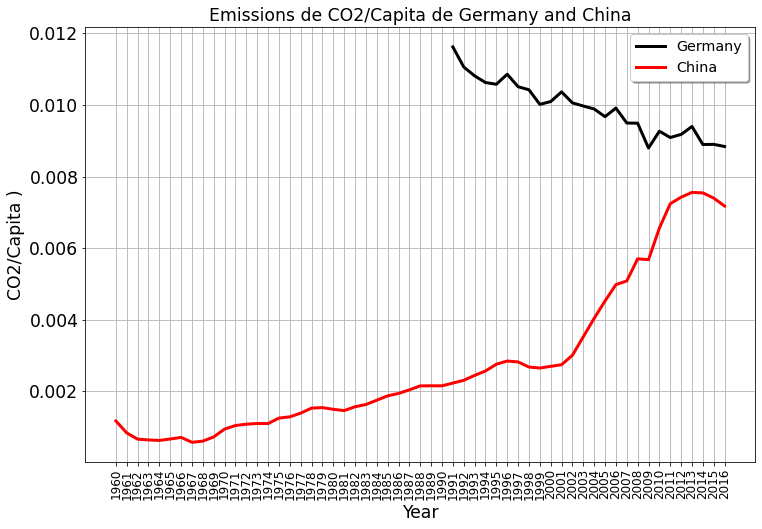 Emissions de CO2/Capita de Germany and China
Germany
China
0.012
0.010
0.008
0.006
0.004
0.002
CO2/Capita )
1960 1961 1962 1963 1964 1965 1966 1967 1968 1969 1970 1971 1972 1973 1974 1975 1976 1977 1978 1979 1980 1981 1982 1983 1984 1985 1986 1987 1988 1989 1990 1991 1992 1993 1994 1995 1996 1997 1998 1999 2000 2001 2002 2003 2004 2005 2006 2007 2008 2009 2010 2011 2012 2013 2014 2015 2016
Year